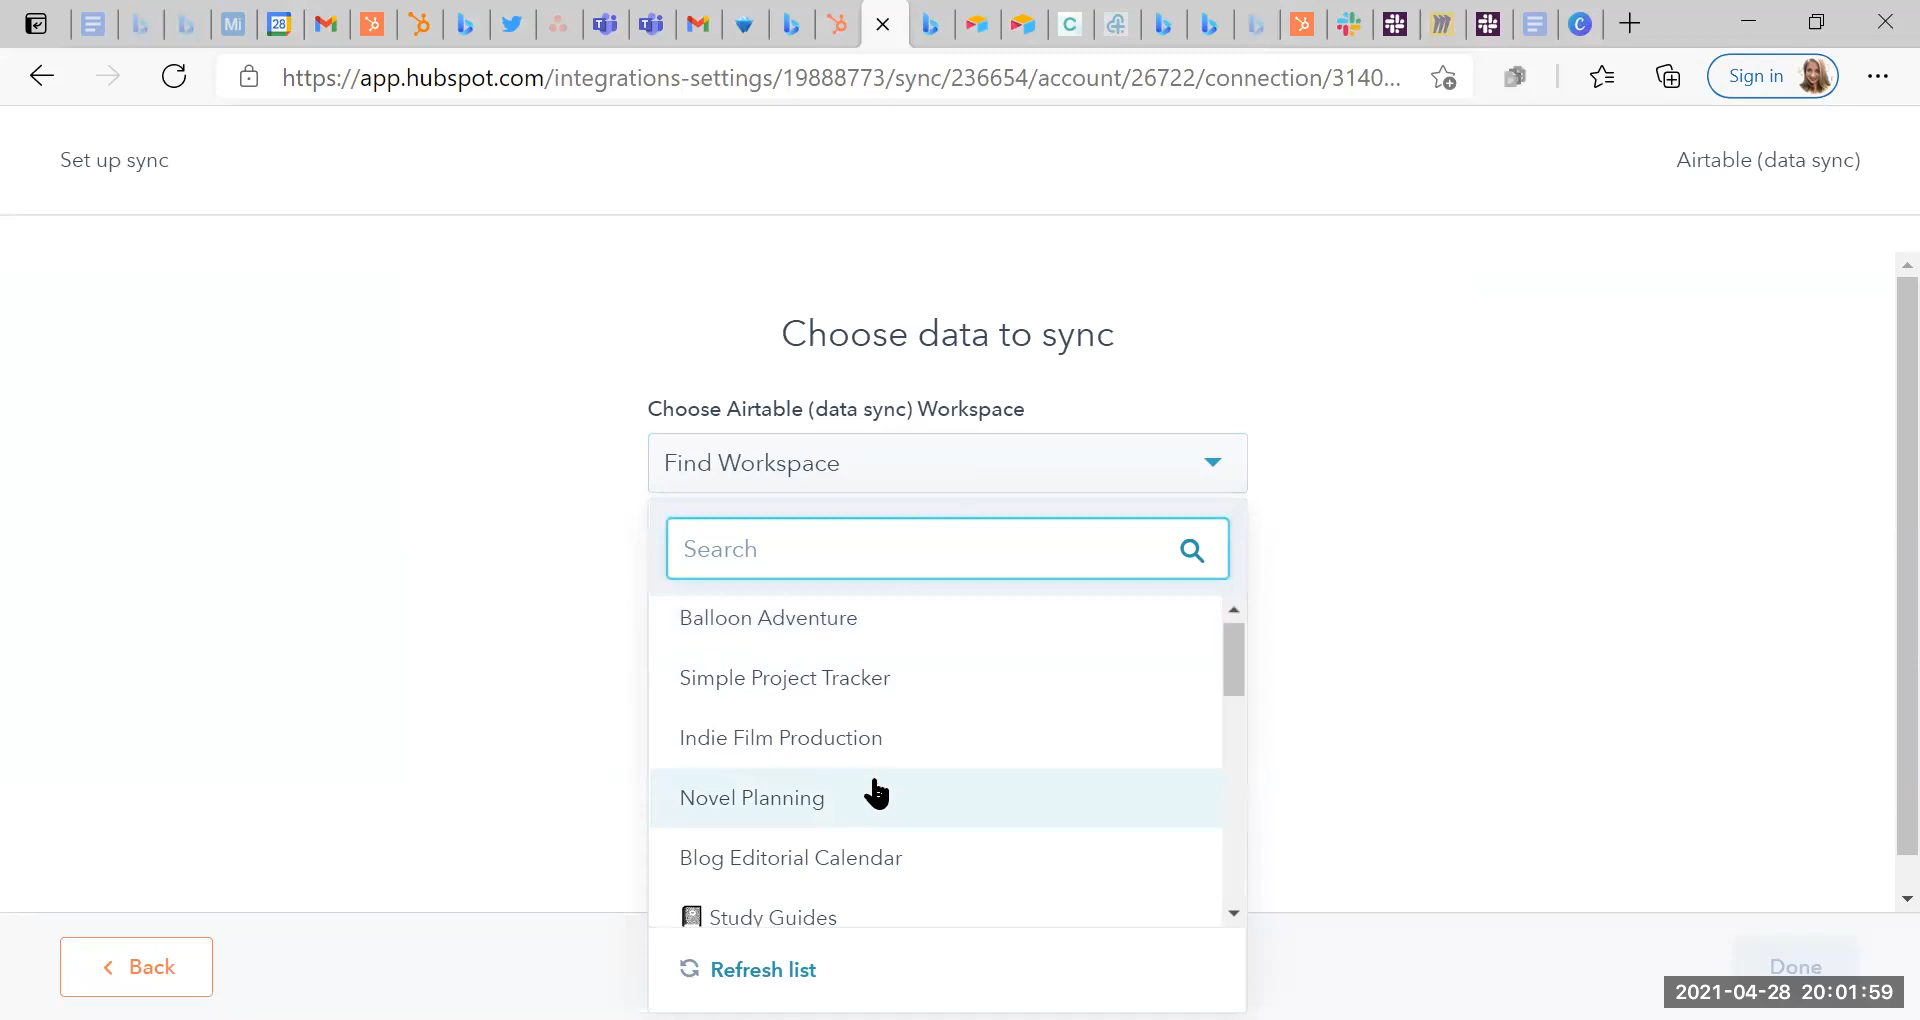 Mi
28
C
C
https://app.hubspot.com/integrations-settings/19888773/sync/236654/account/26722/connection/3140...
Sign in
Set up sync
Airtable (data sync)
Choose data to sync
Choose Airtable (data sync) Workspace
Find Workspace
Search
Balloon Adventure
Simple Project Tracker
Indie Film Production
Novel Planning
Blog Editorial Calendar
Study Guides
Refresh list
Back
Done
2021-04-28 20:01:59